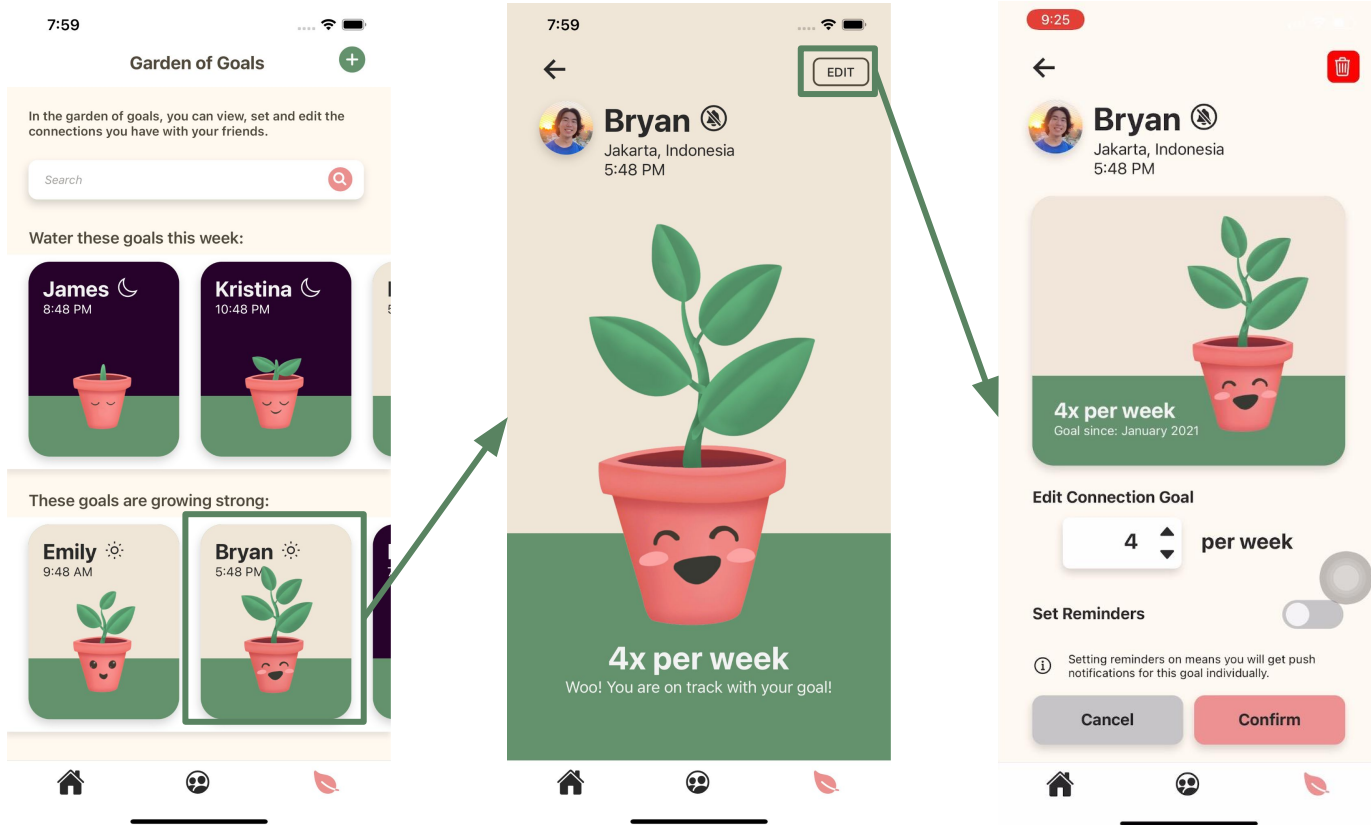 7:59
Garden of Goals
In the garden of goals, you can view, set and edit the
connections you have with your friends.
Search
Water these goals this week:
James
8:48 PM
Kristina
10:48 PM
These goals are growing strong:
Emily
9:48 AM
Bryan
5:48 PM
7:59
EDIT
Bryan
Jakarta, Indonesia
5:48 PM
4x per week
Woo! You are on track with your goal!
9:25
Bryan
Jakarta, Indonesia
5:48 PM
4x per week
Goal since: January 2021
Edit Connection Goal
4
per week
Set Reminders
Setting reminders on means you will get push
notifications for this goal individually.
Cancel
Confirm